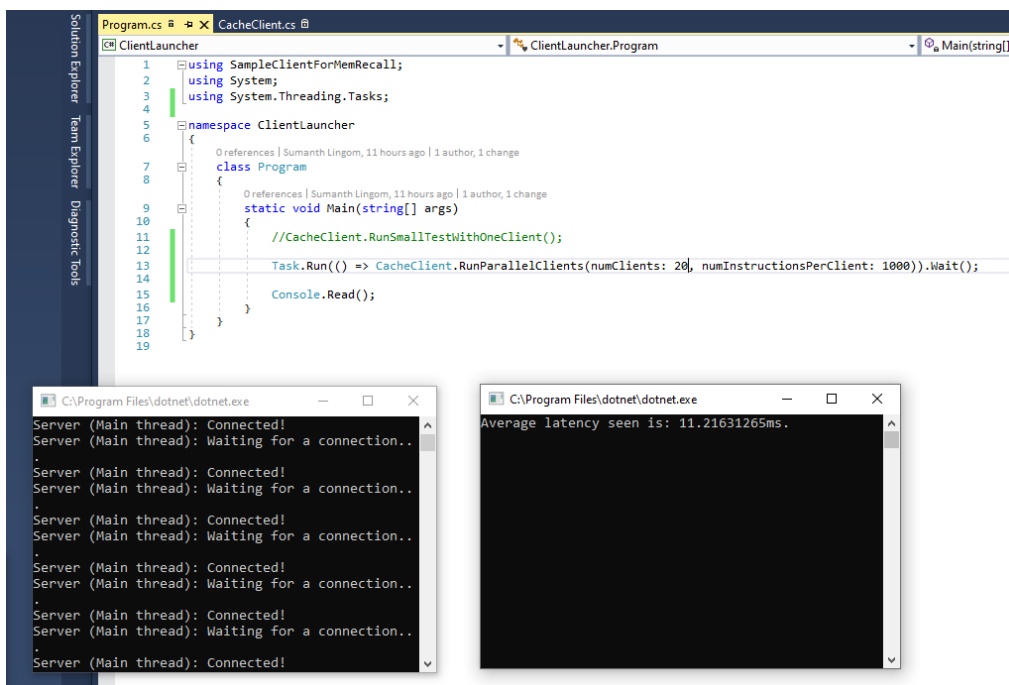 Solution Explorer
Team Explorer
Diagnostic Tools
Program.cs CacheClient.cs
C# ClientLauncher ClientLauncher.Program Main(string[]
1 using SampleClientForMemRecall;
2 using System;
3 using System.Threading.Tasks;
4
5 namespace ClientLauncher
6 {
0 references | Sumanth Lingom, 11 hours ago | 1 author, 1 change
7 class Program
8 {
0 references | Sumanth Lingom, 11 hours ago | 1 author, 1 change
9 static void Main(string[] args)
10 {
11 //CacheClient.RunSmallTestWithOneClient();
12
13 Task.Run(() => CacheClient.RunParallelClients(numClients: 20, numInstructionsPerClient: 1000)).Wait();
14
15 Console.Read();
16 }
17 }
18 }
19
C:\Program Files\dotnet\dotnet.exe
Server (Main thread): Connected!
Server (Main thread): Waiting for a connection..
.
Server (Main thread): Connected!
Server (Main thread): Waiting for a connection..
.
Server (Main thread): Connected!
Server (Main thread): Waiting for a connection..
.
Server (Main thread): Connected!
Server (Main thread): Waiting for a connection..
.
Server (Main thread): Connected!
Server (Main thread): Waiting for a connection..
.
Server (Main thread): Connected!
C:\Program Files\dotnet\dotnet.exe
Average latency seen is: 11.21631265ms.